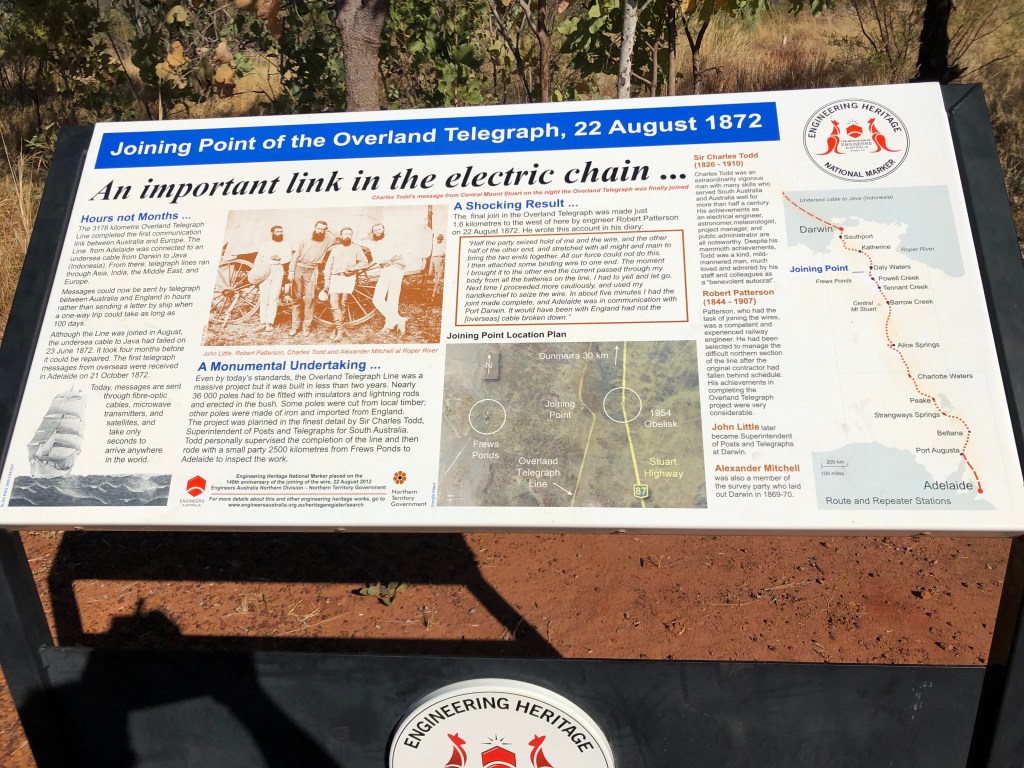 Joining Point of the Overland Telegraph, 22 August 1872
An important link in the electric chain ...
Charles Todd's message from Central Mount Stuart on the night the Overland Telegraph was finally joined
Hours not Months ...
The 3178 kilometre Overland Telegraph
Line completed the first communication
link between Australia and Europe. The
Line from Adelaide was connected to an
undersea cable from Darwin to Java
(Indonesia). From there, telegraph lines ran
through Asia, India, the Middle East, and
Europe.
Messages could now be sent by telegraph
between Australia and England in hours
rather than sending a letter by ship when
a one-way trip could take as long as
100 days.
Although the Line was joined in August,
the undersea cable to Java had failed on
23 June 1872. It took four months before
it could be repaired. The first telegraph
messages from overseas were received
in Adelaide on 21 October 1872.
Today, messages are sent
through fibre-optic
cables, microwave
transmitters, and
satellites, and
take only
seconds to
arrive anywhere
in the world.
John Little, Robert Patterson, Charles Todd and Alexander Mitchell at Roper River
A Monumental Undertaking ...
Even by today's standards, the Overland Telegraph Line was a
massive project but it was built in less than two years. Nearly
36 000 poles had to be fitted with insulators and lightning rods
and erected in the bush. Some poles were cut from local timber;
other poles were made of iron and imported from England.
The project was planned in the finest detail by Sir Charles Todd,
Superintendent of Posts and Telegraphs for South Australia.
Todd personally supervised the completion of the line and then
rode with a small party 2500 kilometres from Frews Ponds to
Adelaide to inspect the work.
ENGINEERS
AUSTRALIA
Engineering Heritage National Marker placed on the
140th anniversary of the joining of the wire, 22 August 2012
Engineers Australia Northern Division - Northern Territory Government
For more details about this and other engineering heritage works, go to
www.engineersaustralia.org.au/heritageregister/search
Northern
Territory
Government
A Shocking Result ...
The final join in the Overland Telegraph was made just
1.6 kilometres to the west of here by engineer Robert Patterson
on 22 August 1872. He wrote this account in his diary:
"Half the party seized hold of me and the wire, and the other
half of the other end, and stretched with all might and main to
bring the two ends together. All our force could not do this.
I then attached some binding wire to one end. The moment
I brought it to the other end the current passed through my
body from all the batteries on the line. I had to yell and let go.
Next time I proceeded more cautiously, and used my
handkerchief to seize the wire. In about five minutes I had the
joint made complete, and Adelaide was in communication with
Port Darwin. It would have been with England had not the
[overseas] cable broken down."
Joining Point Location Plan
N
Dunmarra 30 km
Joining
Point
1954
Obelisk
Frews
Ponds
Overland
Telegraph
Line
Stuart
Highway
87
Sir Charles Todd
(1826 - 1910)
Charles Todd was an
extraordinarily vigorous
man with many skills who
served South Australia
and Australia well for
more than half a century.
His achievements as
an electrical engineer,
astronomer, meteorologist,
project manager, and
public administrator are
all noteworthy. Despite his
mammoth achievements,
Todd was a kind, mild-
mannered man, much
loved and admired by his
staff and colleagues as
a "benevolent autocrat".
Robert Patterson
(1844 - 1907)
Patterson, who had the
task of joining the wires,
was a competent and
experienced railway
engineer. He had been
selected to manage the
difficult northern section
of the line after the
original contractor had
fallen behind schedule.
His achievements in
completing the
Overland Telegraph
project were very
considerable.
John Little later
became Superintendent
of Posts and Telegraphs
at Darwin.
Alexander Mitchell
was also a member of
the survey party who laid
out Darwin in 1869-70.
ENGINEERING HERITAGE
THE INSTITUTION OF
ENGINEERS
AUSTRALIA
NATIONAL MARKER
Undersea cable to Java (Indonesia)
Darwin
Southport
Katherine
Roper River
Joining Point
Daly Waters
Frews Ponds
Powell Creek
Tennant Creek
Central
Mt Stuart
Barrow Creek
Alice Springs
Charlotte Waters
Peake
Strangways Springs
Beltana
Port Augusta
200 km
100 miles
Adelaide
Route and Repeater Stations
ENGINEERING HERITAGE